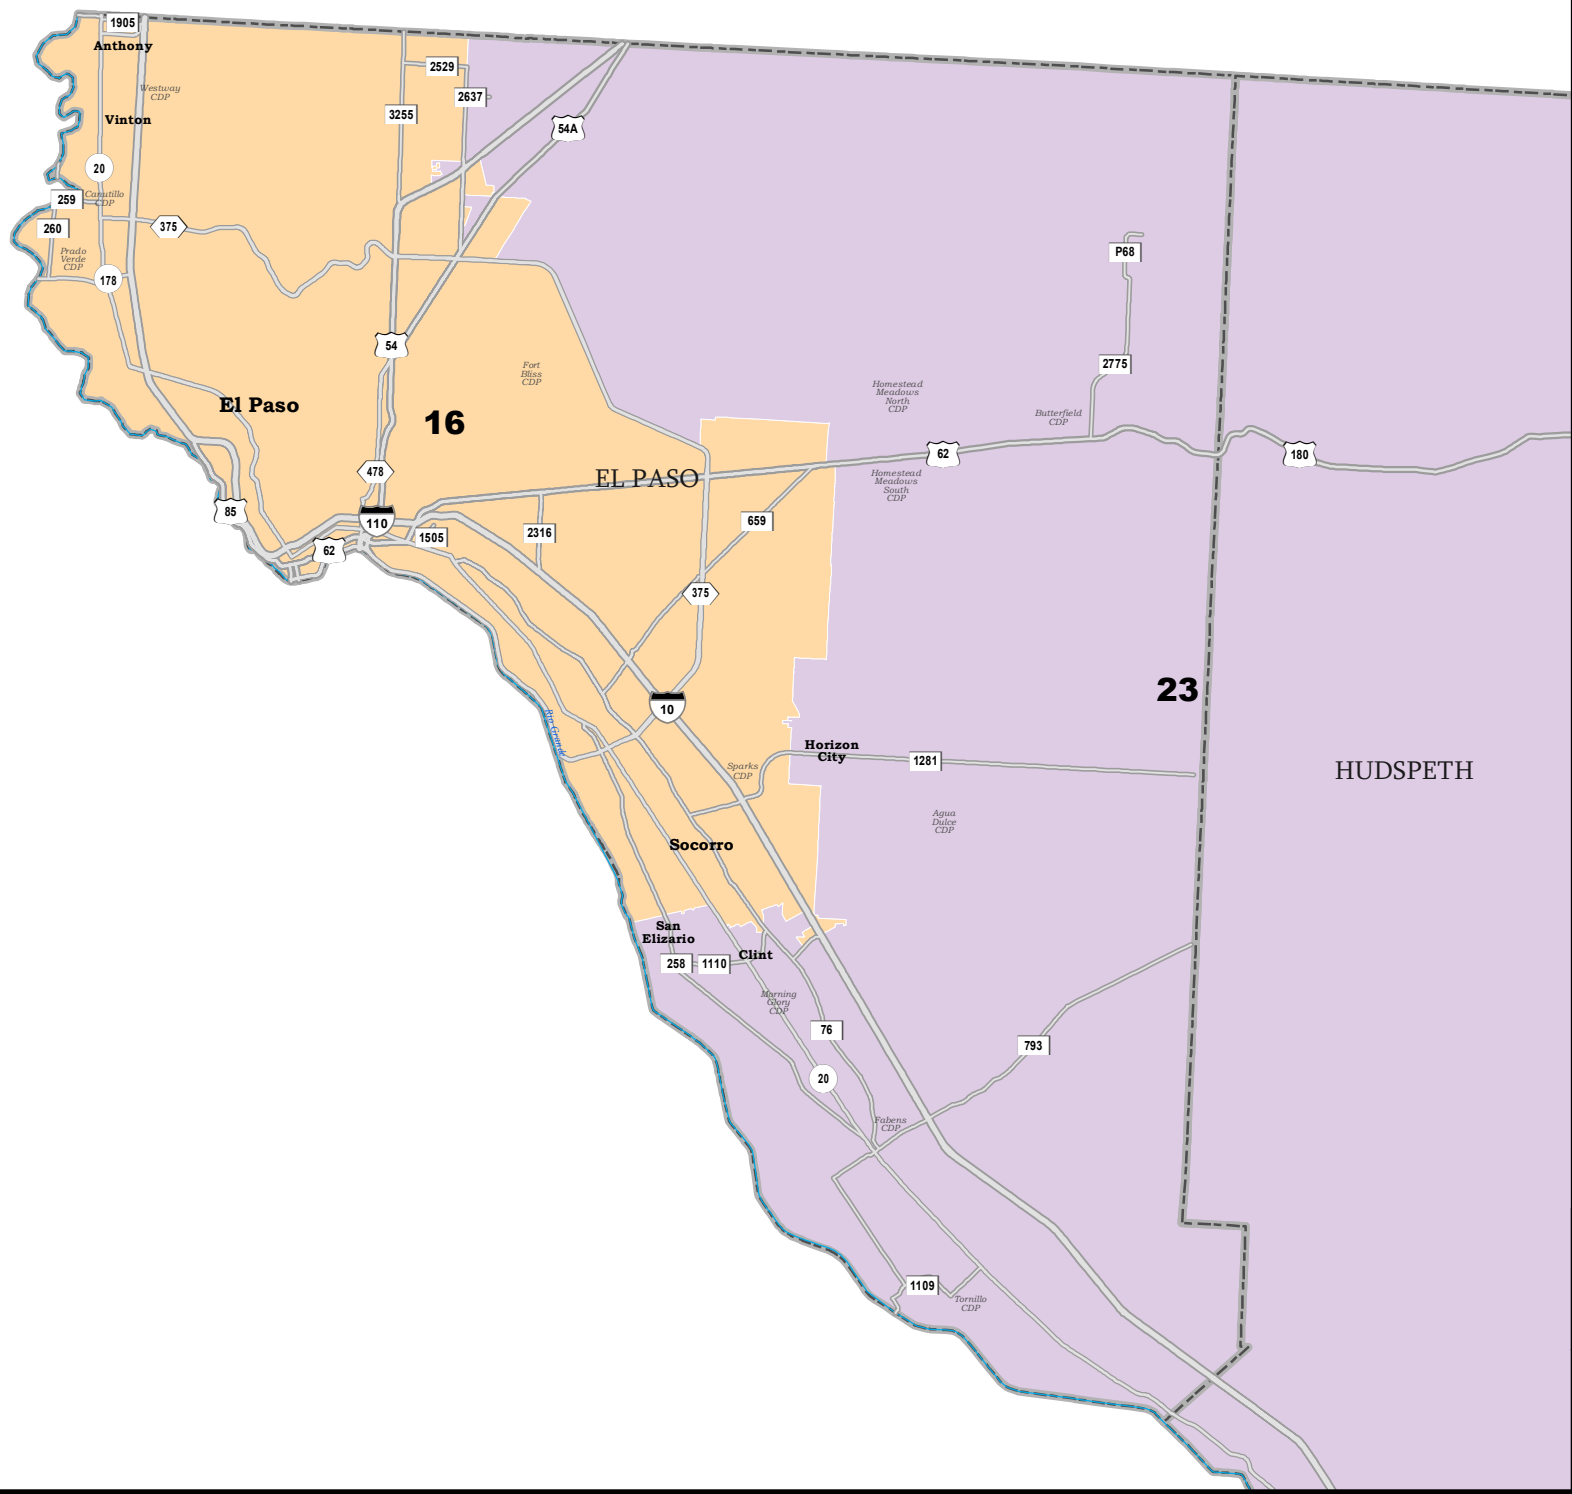 1905
Anthony
2529
Westway
CDP
2637
3255
Vinton
54A
20
259
Canutillo
CDP
260
375
P68
Prado
Verde
CDP
178
54
2775
Fort
Bliss
CDP
Homestead
Meadows
North
CDP
El Paso
16
Butterfield
CDP
62
180
478
EL PASO
Homestead
Meadows
South
CDP
85
110
659
1505
2316
62
375
23
10
Rio Grande
Horizon
City
1281
Sparks
CDP
HUDSPETH
Agua
Dulce
CDP
Socorro
San
Elizario
Clint
258
1110
Morning
Glory
CDP
76
793
20
Fabens
CDP
1109
Tornillo
CDP